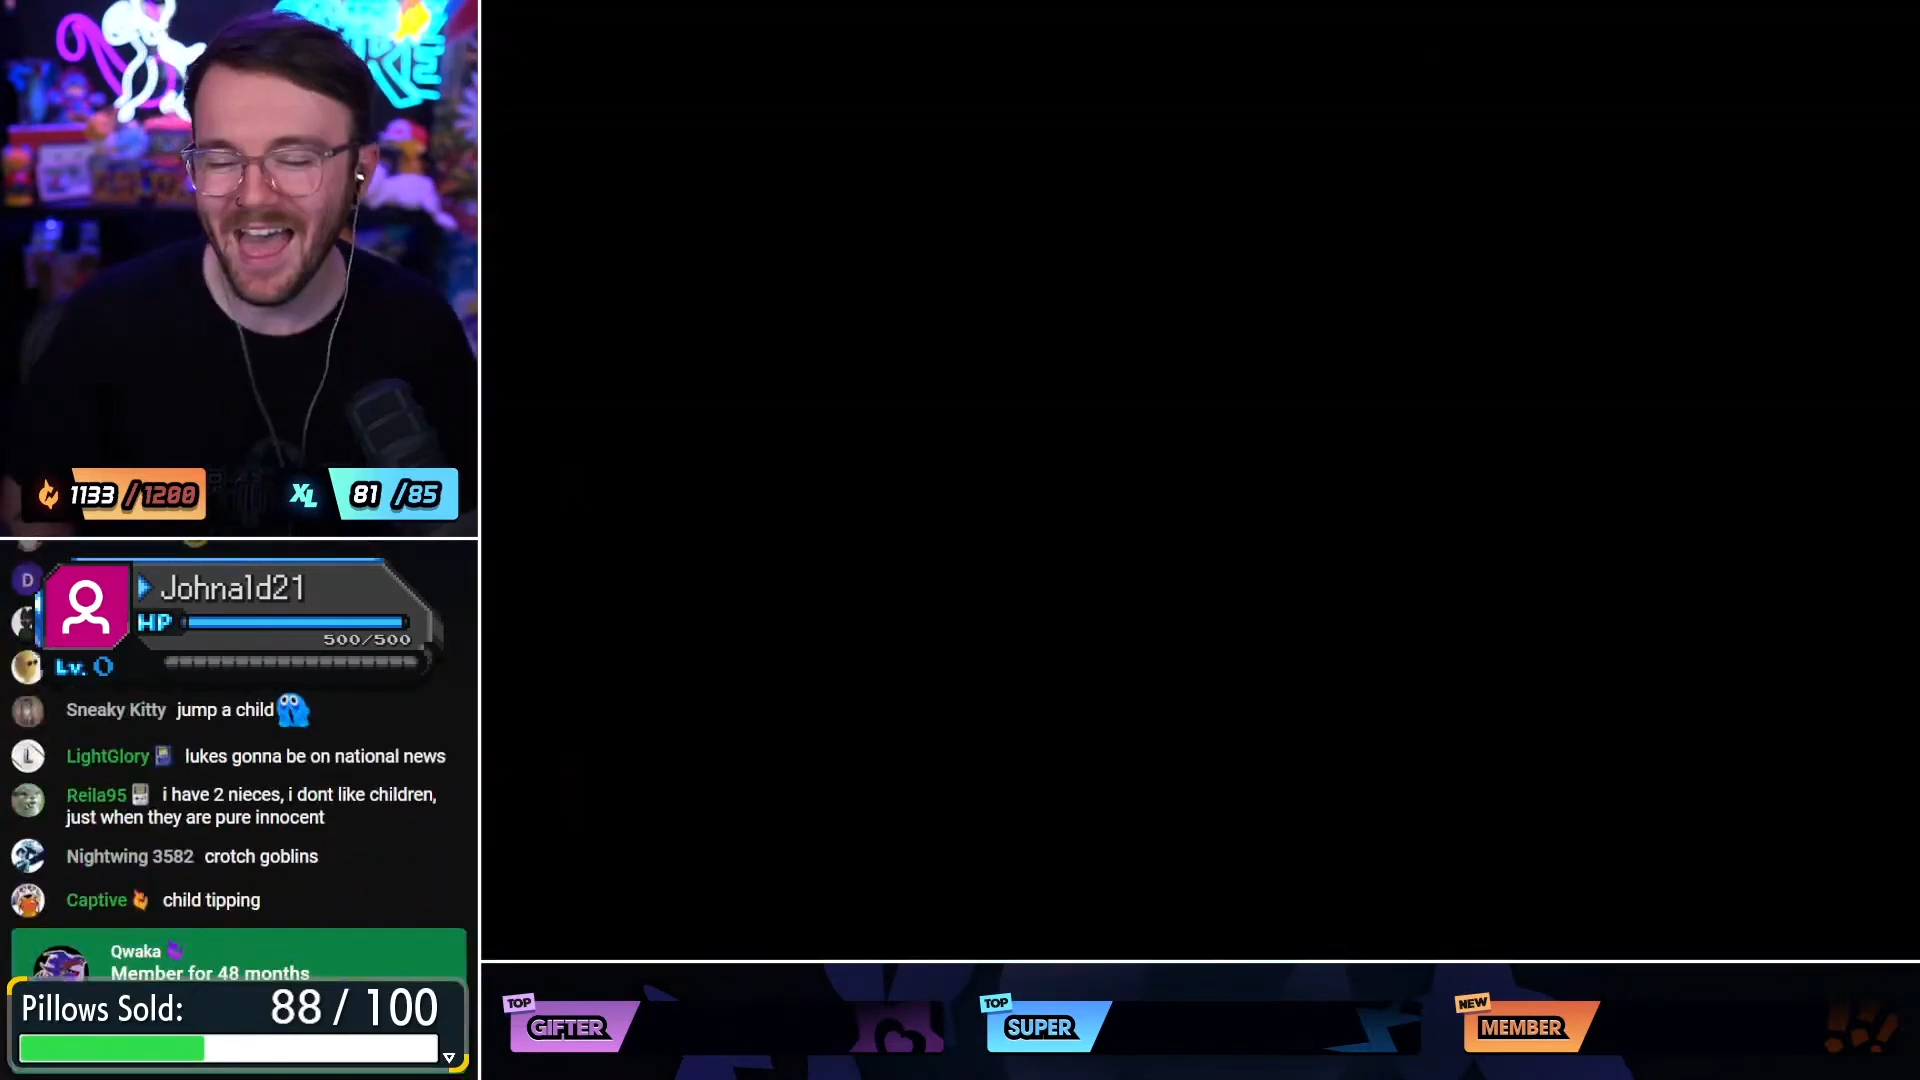 1133 /1200
XL 81 /85
D
Johnald21
HP
500/500
Lv. 0
Sneaky Kitty jump a child
L LightGlory lukes gonna be on national news
Reila95 i have 2 nieces, i dont like children,
just when they are pure innocent
Nightwing 3582 crotch goblins
Captive child tipping
Qwaka
Member for 48 months
Pillows Sold: 88 / 100
TOP
GIFTER
TOP
SUPER
NEW
MEMBER